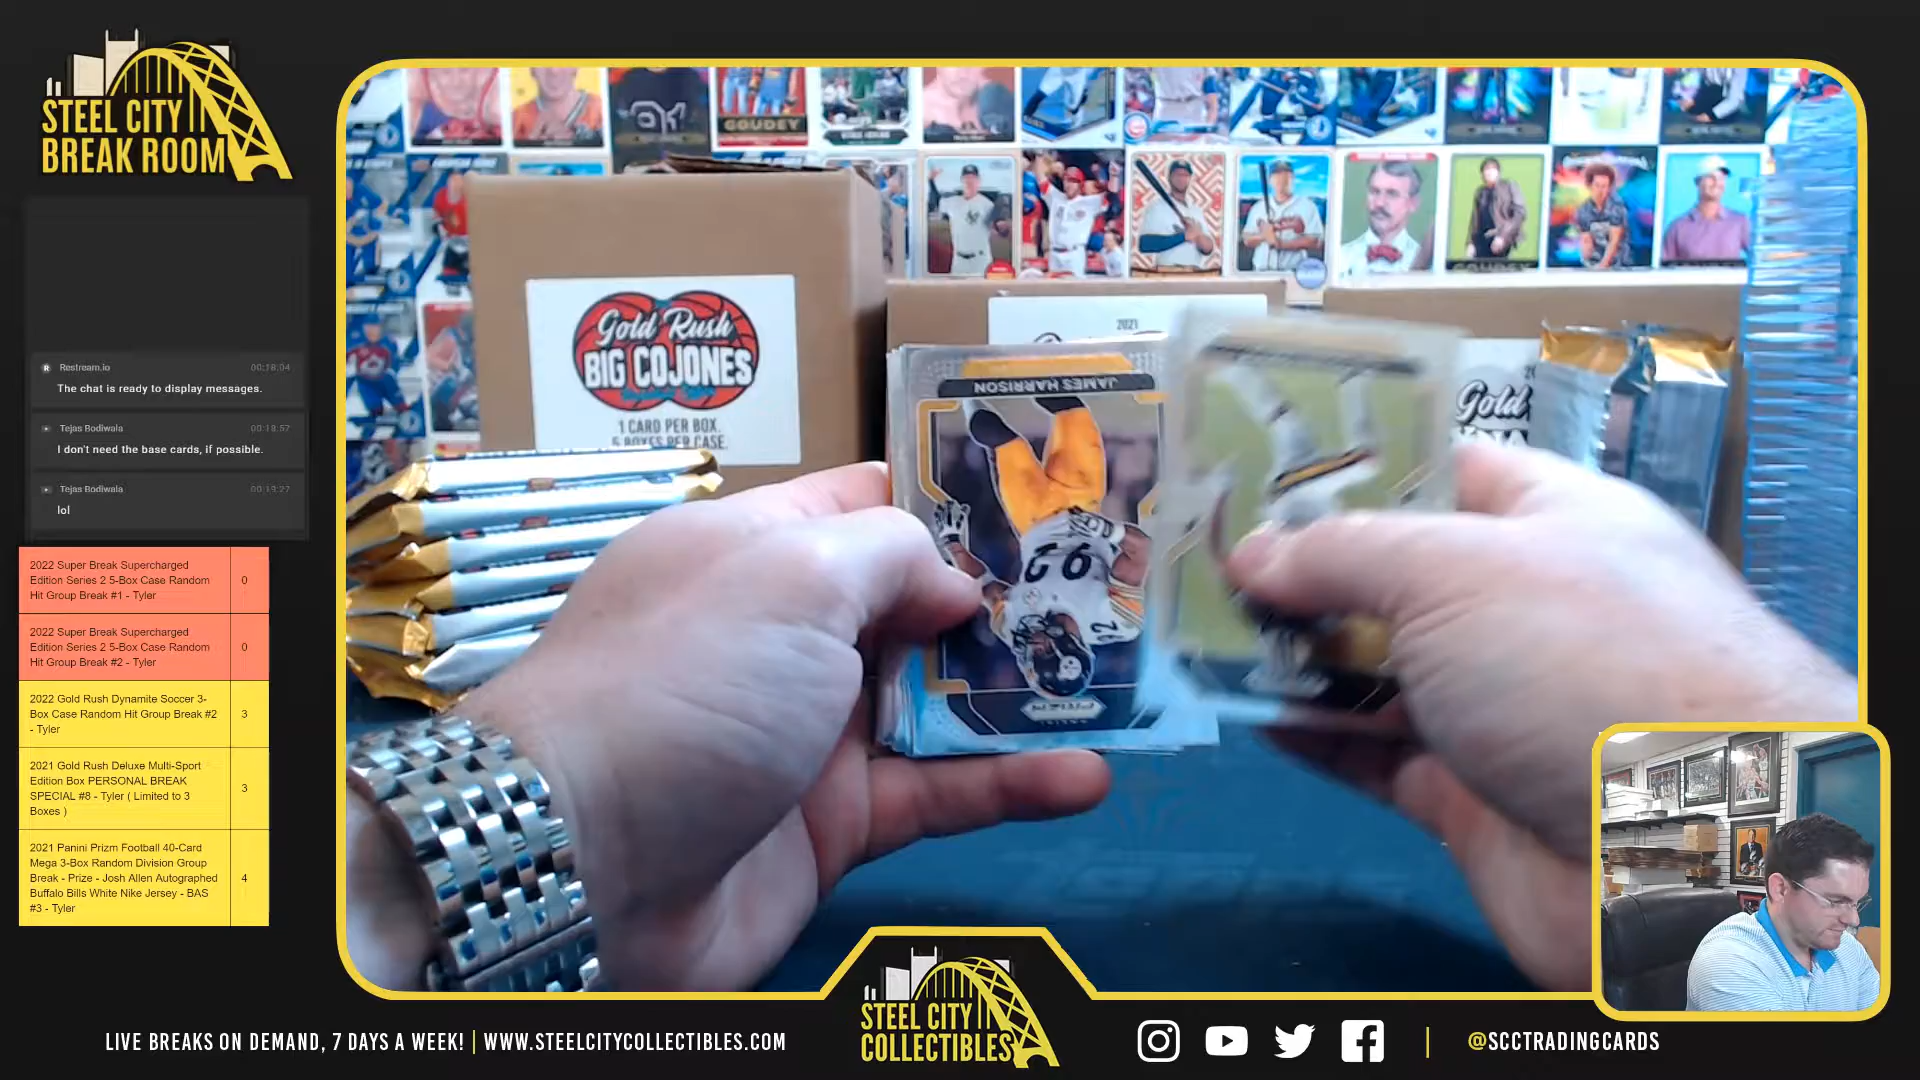 STEEL CITY
BREAK ROOM
Restream.io 00:18:04
The chat is ready to display messages.
Tejas Bodiwala 00:18:57
I don't need the base cards, if possible.
Tejas Bodiwala 00:19:27
lol
2022 Super Break Supercharged
Edition Series 2 5-Box Case Random
Hit Group Break #1 - Tyler
0
2022 Super Break Supercharged
Edition Series 2 5-Box Case Random
Hit Group Break #2 - Tyler
0
2022 Gold Rush Dynamite Soccer 3-
Box Case Random Hit Group Break #2
- Tyler
3
2021 Gold Rush Deluxe Multi-Sport
Edition Box PERSONAL BREAK
SPECIAL #8 - Tyler ( Limited to 3
Boxes )
3
2021 Panini Prizm Football 40-Card
Mega 3-Box Random Division Group
Break - Prize - Josh Allen Autographed
Buffalo Bills White Nike Jersey - BAS
#3 - Tyler
4
GOUDEY
Gold Rush
BIG COJONES
1 CARD PER BOX.
5 BOXES PER CASE.
2021
JAMES HARRISON
92
PRIZM
Gold
STEEL CITY
COLLECTIBLES
LIVE BREAKS ON DEMAND, 7 DAYS A WEEK! | WWW.STEELCITYCOLLECTIBLES.COM
@SCCTRADINGCARDS